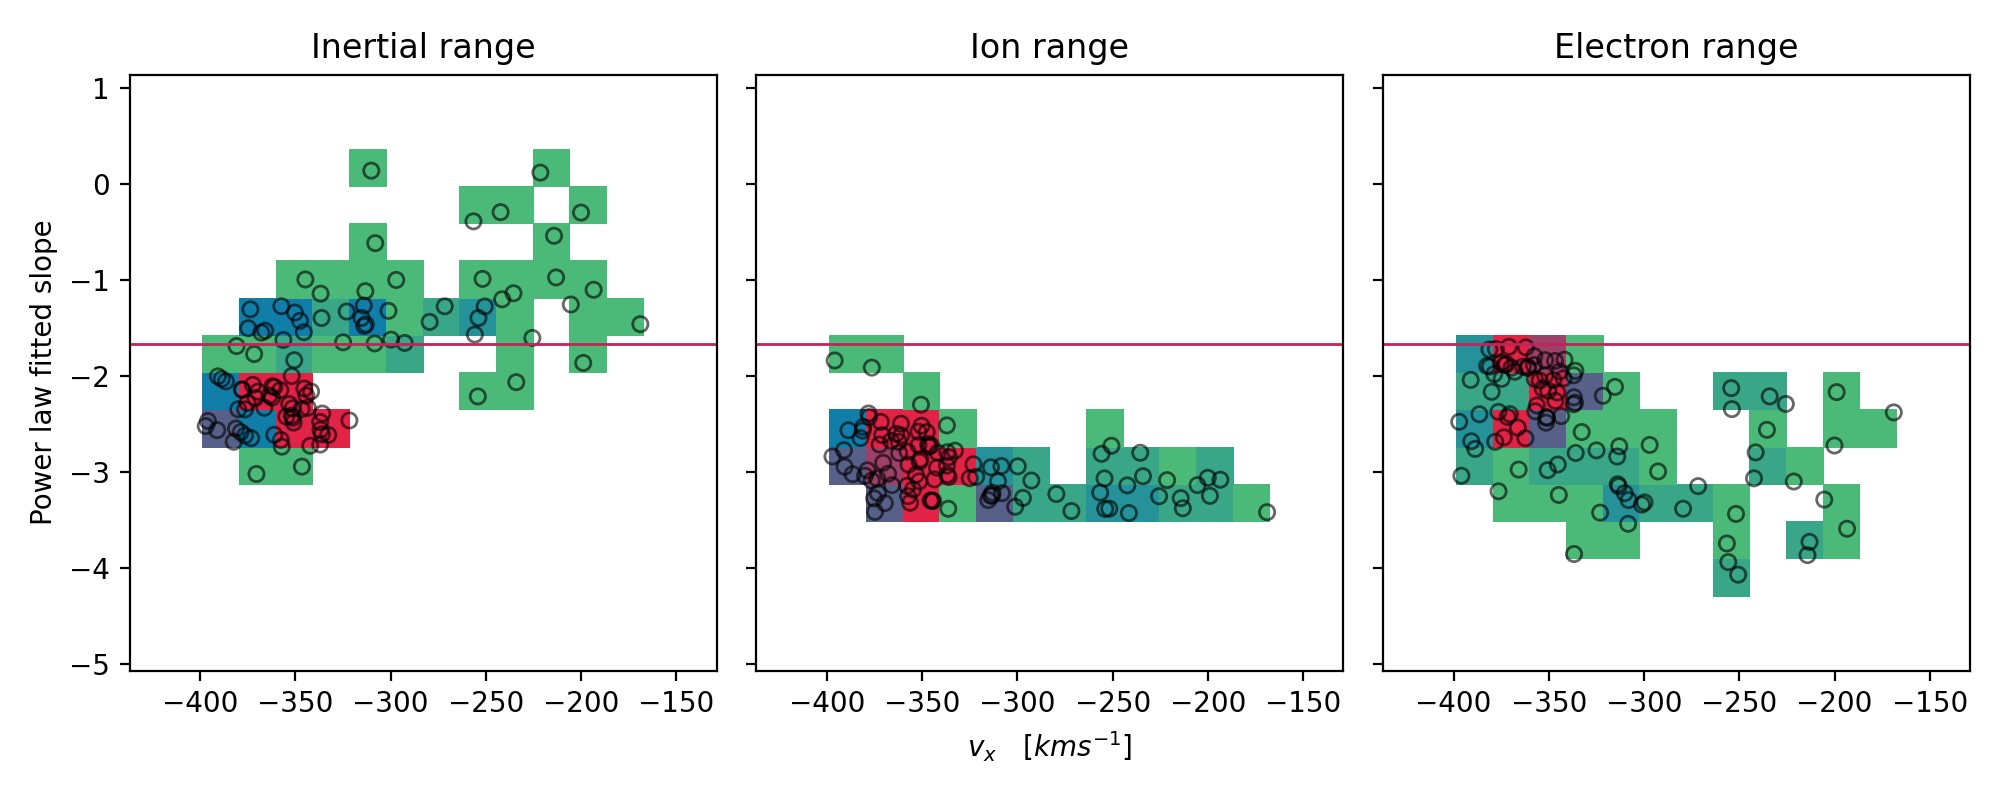 Inertial range
Ion range
Electron range
Power law fitted slope
1
0
−1
−2
−3
−4
−5
−400 −350 −300 −250 −200 −150
−400 −350 −300 −250 −200 −150
−400 −350 −300 −250 −200 −150
vₓ [kms⁻¹]